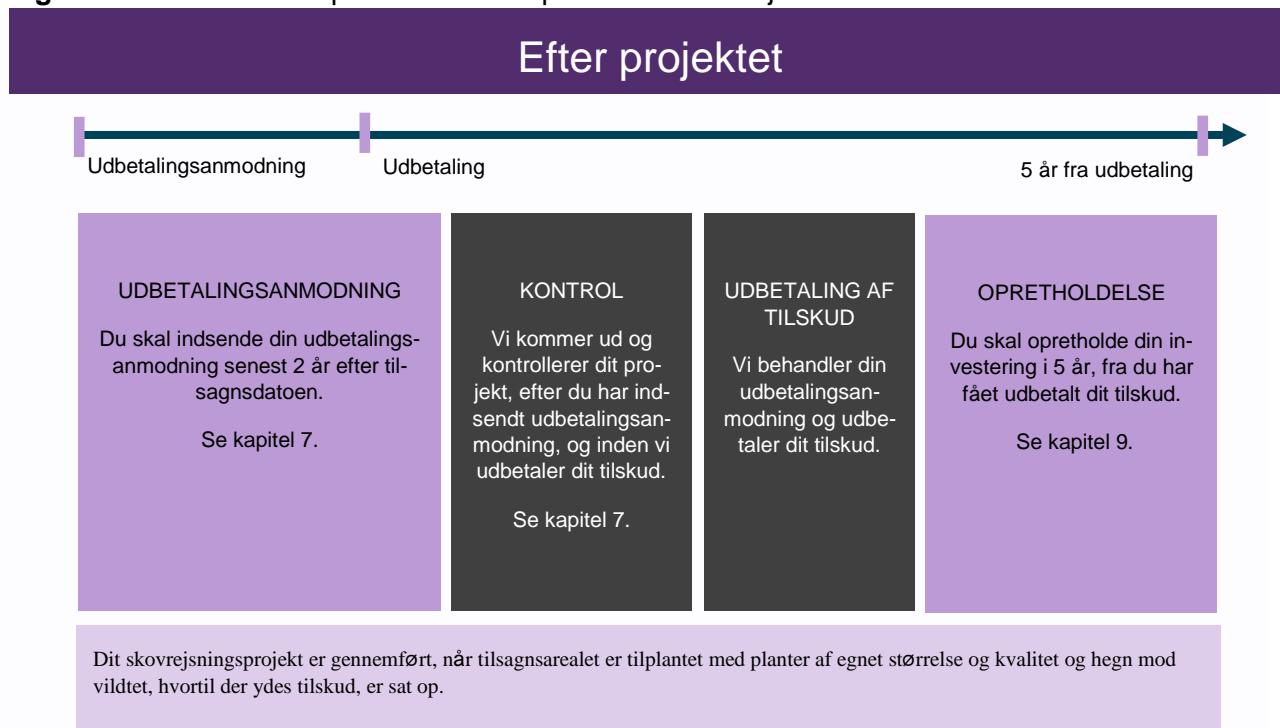 Efter projektet
Udbetalingsanmodning
Udbetaling
5 år fra udbetaling
UDBETALINGSANMODNING
Du skal indsende din udbetalings-
anmodning senest 2 år efter til-
sagnsdatoen.
Se kapitel 7.
KONTROL
Vi kommer ud og
kontrollerer dit pro-
jekt, efter du har ind-
sendt udbetalingsan-
modning, og inden vi
udbetaler dit tilskud.
Se kapitel 7.
UDBETALING AF
TILSKUD
Vi behandler din
udbetalingsan-
modning og udbe-
taler dit tilskud.
OPRETHOLDELSE
Du skal opretholde din in-
vestering i 5 år, fra du har
fået udbetalt dit tilskud.
Se kapitel 9.
Dit skovrejsningsprojekt er gennemført, når tilsagnsarealet er tilplantet med planter af egnet størrelse og kvalitet og hegn mod
vildtet, hvortil der ydes tilskud, er sat op.